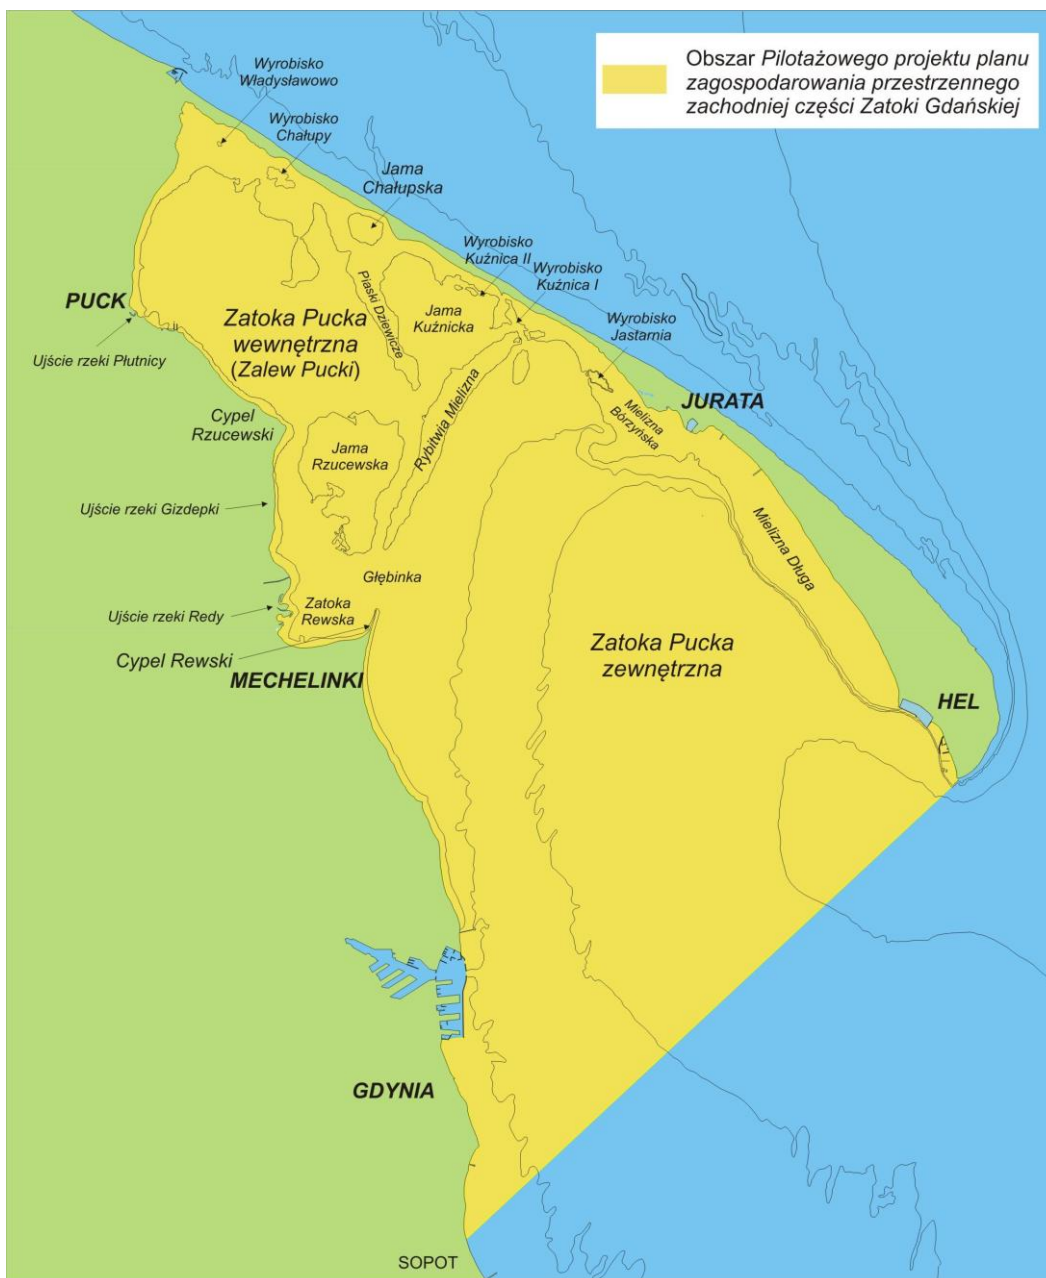 Obszar Pilotażowego projektu planu
zagospodarowania przestrzennego
zachodniej części Zatoki Gdańskiej
Wyrobisko
Władysławowo
Wyrobisko
Chałupy
Jama
Chałupska
Wyrobisko
Kuźnica II
Wyrobisko
Kuźnica I
Wyrobisko
Jastarnia
PUCK
Ujście rzeki Płutnicy
Zatoka Pucka
wewnętrzna
(Zalew Pucki)
Piaski Dziewicze
Jama
Kuźnicka
Rybitwia Mielizna
JURATA
Mielizna
Bórzyńska
Cypel
Rzucewski
Jama
Rzucewska
Ujście rzeki Gizdepki
Mielizna Długa
Głębinka
Zatoka
Rewska
Ujście rzeki Redy
Cypel Rewski
MECHELINKI
Zatoka Pucka
zewnętrzna
HEL
GDYNIA
SOPOT